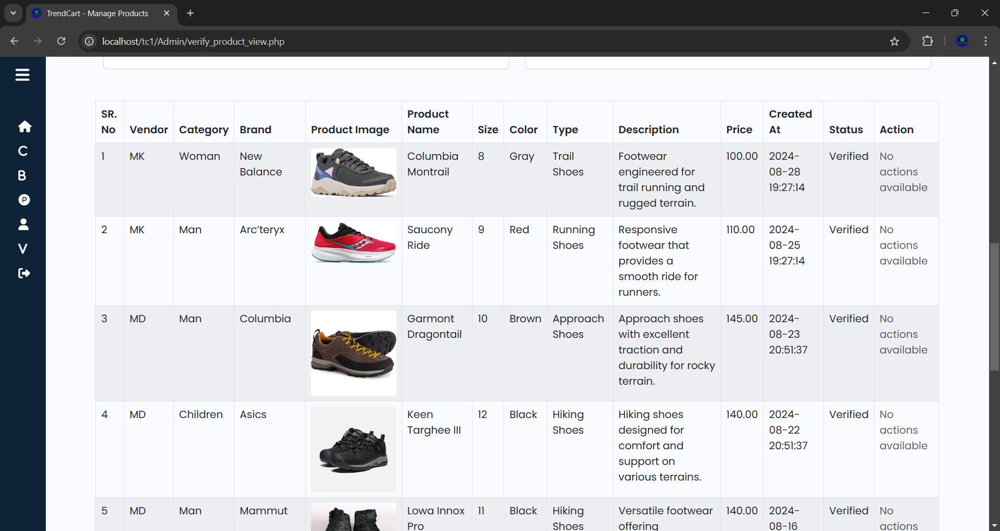 TrendCart - Manage Products
localhost/tc1/Admin/verify_product_view.php
SR. No Vendor Category Brand Product Image Product Name Size Color Type Description Price Created At Status Action
1 MK Woman New Balance Columbia Montrail 8 Gray Trail Shoes Footwear engineered for trail running and rugged terrain. 100.00 2024-08-28 19:27:14 Verified No actions available
2 MK Man Arc’teryx Saucony Ride 9 Red Running Shoes Responsive footwear that provides a smooth ride for runners. 110.00 2024-08-25 19:27:14 Verified No actions available
3 MD Man Columbia Garmont Dragontail 10 Brown Approach Shoes Approach shoes with excellent traction and durability for rocky terrain. 145.00 2024-08-23 20:51:37 Verified No actions available
4 MD Children Asics Keen Targhee III 12 Black Hiking Shoes Hiking shoes designed for comfort and support on various terrains. 140.00 2024-08-22 20:51:37 Verified No actions available
5 MD Man Mammut Lowa Innox Pro 11 Black Hiking Shoes Versatile footwear offering 140.00 2024-08-16 Verified No actions
C
B
P
V